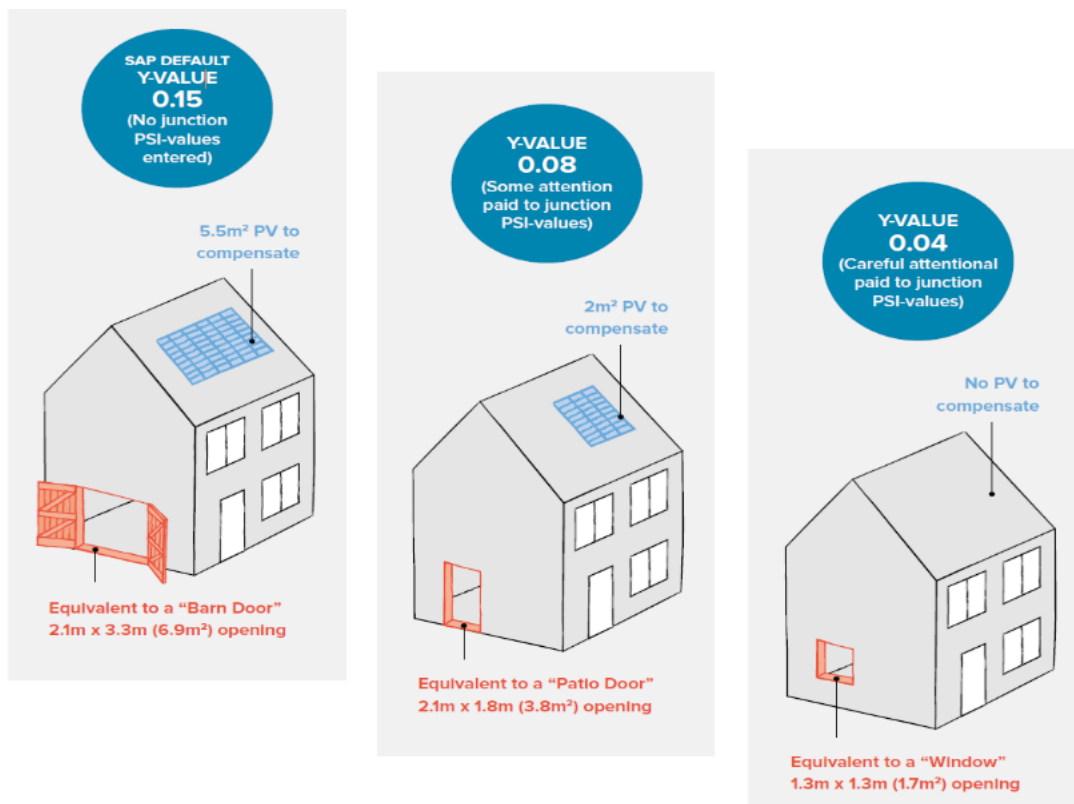 SAP DEFAULT
Y-VALUE
0.15
(No junction
PSI-values
entered)
5.5m² PV to
compensate
Equivalent to a “Barn Door”
2.1m x 3.3m (6.9m²) opening
Y-VALUE
0.08
(Some attention
paid to junction
PSI-values)
2m² PV to
compensate
Equivalent to a “Patio Door”
2.1m x 1.8m (3.8m²) opening
Y-VALUE
0.04
(Careful attentional
paid to junction
PSI-values)
No PV to
compensate
Equivalent to a “Window”
1.3m x 1.3m (1.7m²) opening